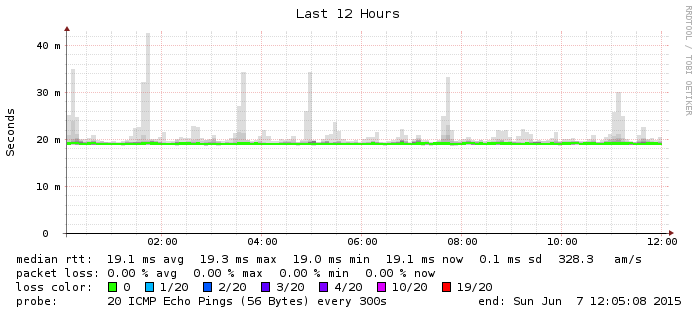 Last 12 Hours
RRDTOOL / TOBI OETIKER
Seconds
40 m
30 m
20 m
10 m
0
02:00 04:00 06:00 08:00 10:00 12:00
median rtt: 19.1 ms avg 19.3 ms max 19.0 ms min 19.1 ms now 0.1 ms sd 328.3 am/s
packet loss: 0.00 % avg 0.00 % max 0.00 % min 0.00 % now
loss color: 0 1/20 2/20 3/20 4/20 10/20 19/20
probe: 20 ICMP Echo Pings (56 Bytes) every 300s end: Sun Jun 7 12:05:08 2015